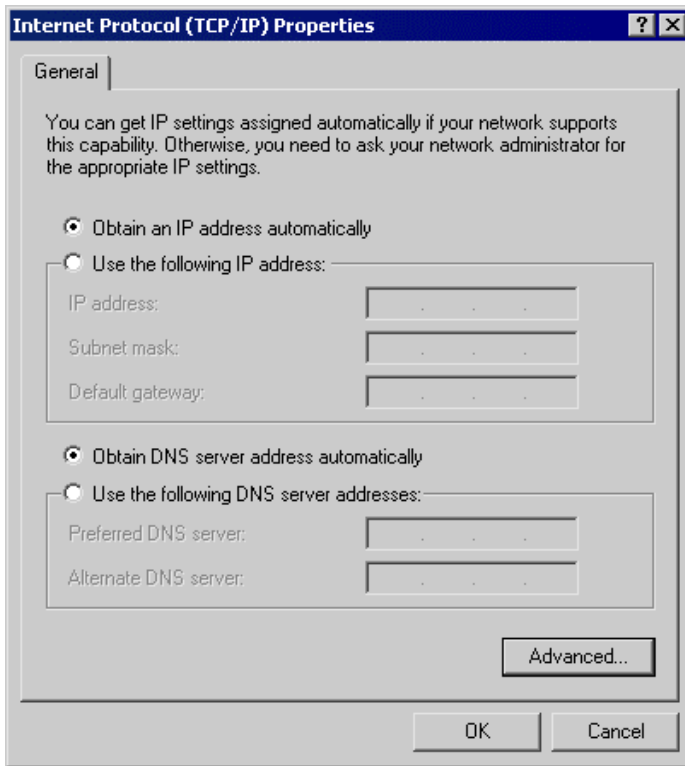 Internet Protocol (TCP/IP) Properties
General
You can get IP settings assigned automatically if your network supports
this capability. Otherwise, you need to ask your network administrator for
the appropriate IP settings.
Obtain an IP address automatically
Use the following IP address:
IP address:
Subnet mask:
Default gateway:
Obtain DNS server address automatically
Use the following DNS server addresses:
Preferred DNS server:
Alternate DNS server:
Advanced...
OK
Cancel